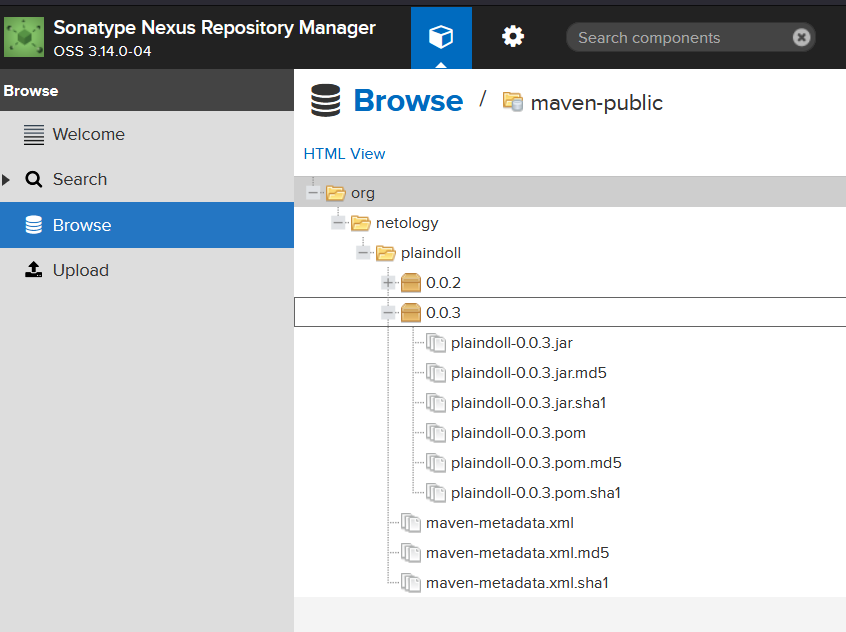 Sonatype Nexus Repository Manager
OSS 3.14.0-04
Search components
Browse
Welcome
Search
Browse
Upload
Browse / maven-public
HTML View
org
netology
plaindoll
0.0.2
0.0.3
plaindoll-0.0.3.jar
plaindoll-0.0.3.jar.md5
plaindoll-0.0.3.jar.sha1
plaindoll-0.0.3.pom
plaindoll-0.0.3.pom.md5
plaindoll-0.0.3.pom.sha1
maven-metadata.xml
maven-metadata.xml.md5
maven-metadata.xml.sha1